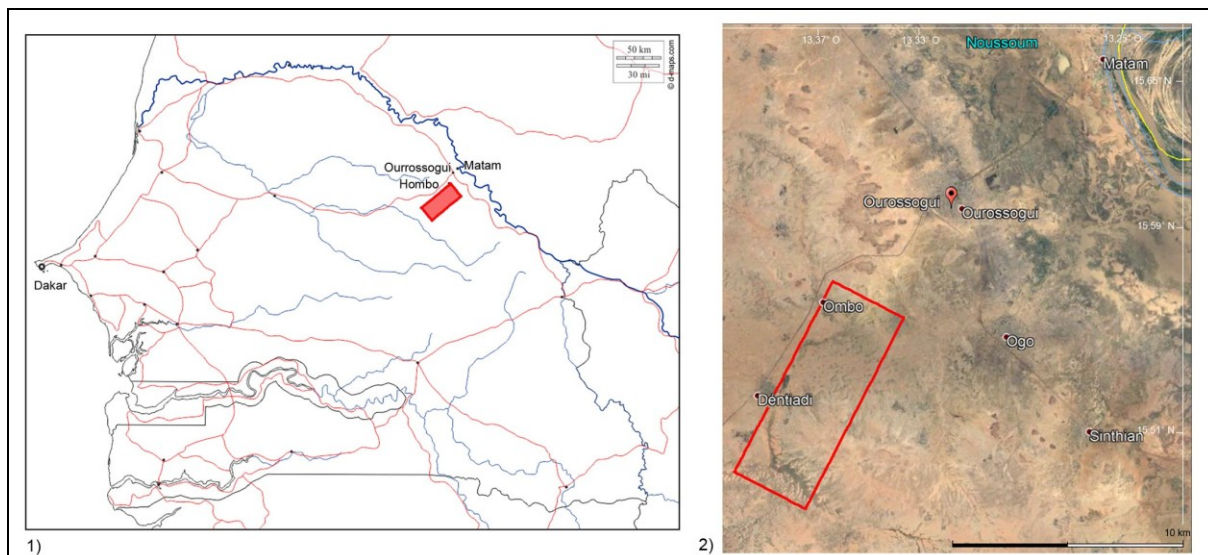 50 km
30 mi
© d-maps.com
Ourrossogui Matam
Hombo
Dakar
1)
13.37° O 13.33° O Noussoum 13.25° O
Matam
15.65° N
Ourossogui
Ourossogui
15.59° N
Ombo
Ogo
Dentiadi
Sinthian
15.51° N
10 km
2)